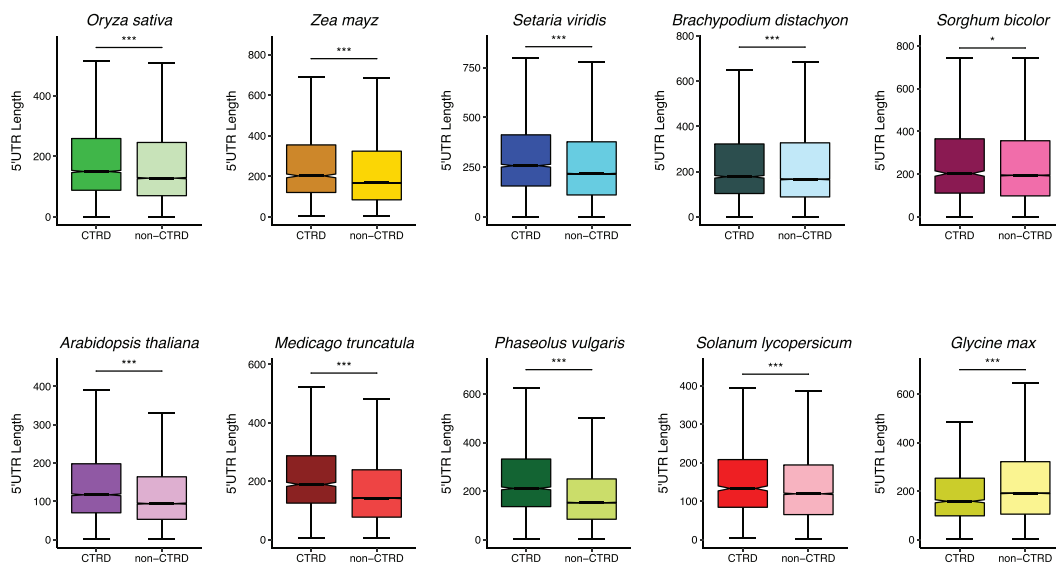 Oryza sativa
Zea mayz
Setaria viridis
Brachypodium distachyon
Sorghum bicolor
***
***
***
***
*
5'UTR Length
400
200
0
CTRD
non−CTRD
5'UTR Length
800
600
400
200
0
CTRD
non−CTRD
5'UTR Length
750
500
250
0
CTRD
non−CTRD
5'UTR Length
800
600
400
200
0
CTRD
non−CTRD
5'UTR Length
800
600
400
200
0
CTRD
non−CTRD
Arabidopsis thaliana
Medicago truncatula
Phaseolus vulgaris
Solanum lycopersicum
Glycine max
***
***
***
***
***
5'UTR Length
400
300
200
100
0
CTRD
non−CTRD
5'UTR Length
600
400
200
0
CTRD
non−CTRD
5'UTR Length
600
400
200
0
CTRD
non−CTRD
5'UTR Length
400
300
200
100
0
CTRD
non−CTRD
5'UTR Length
600
400
200
0
CTRD
non−CTRD